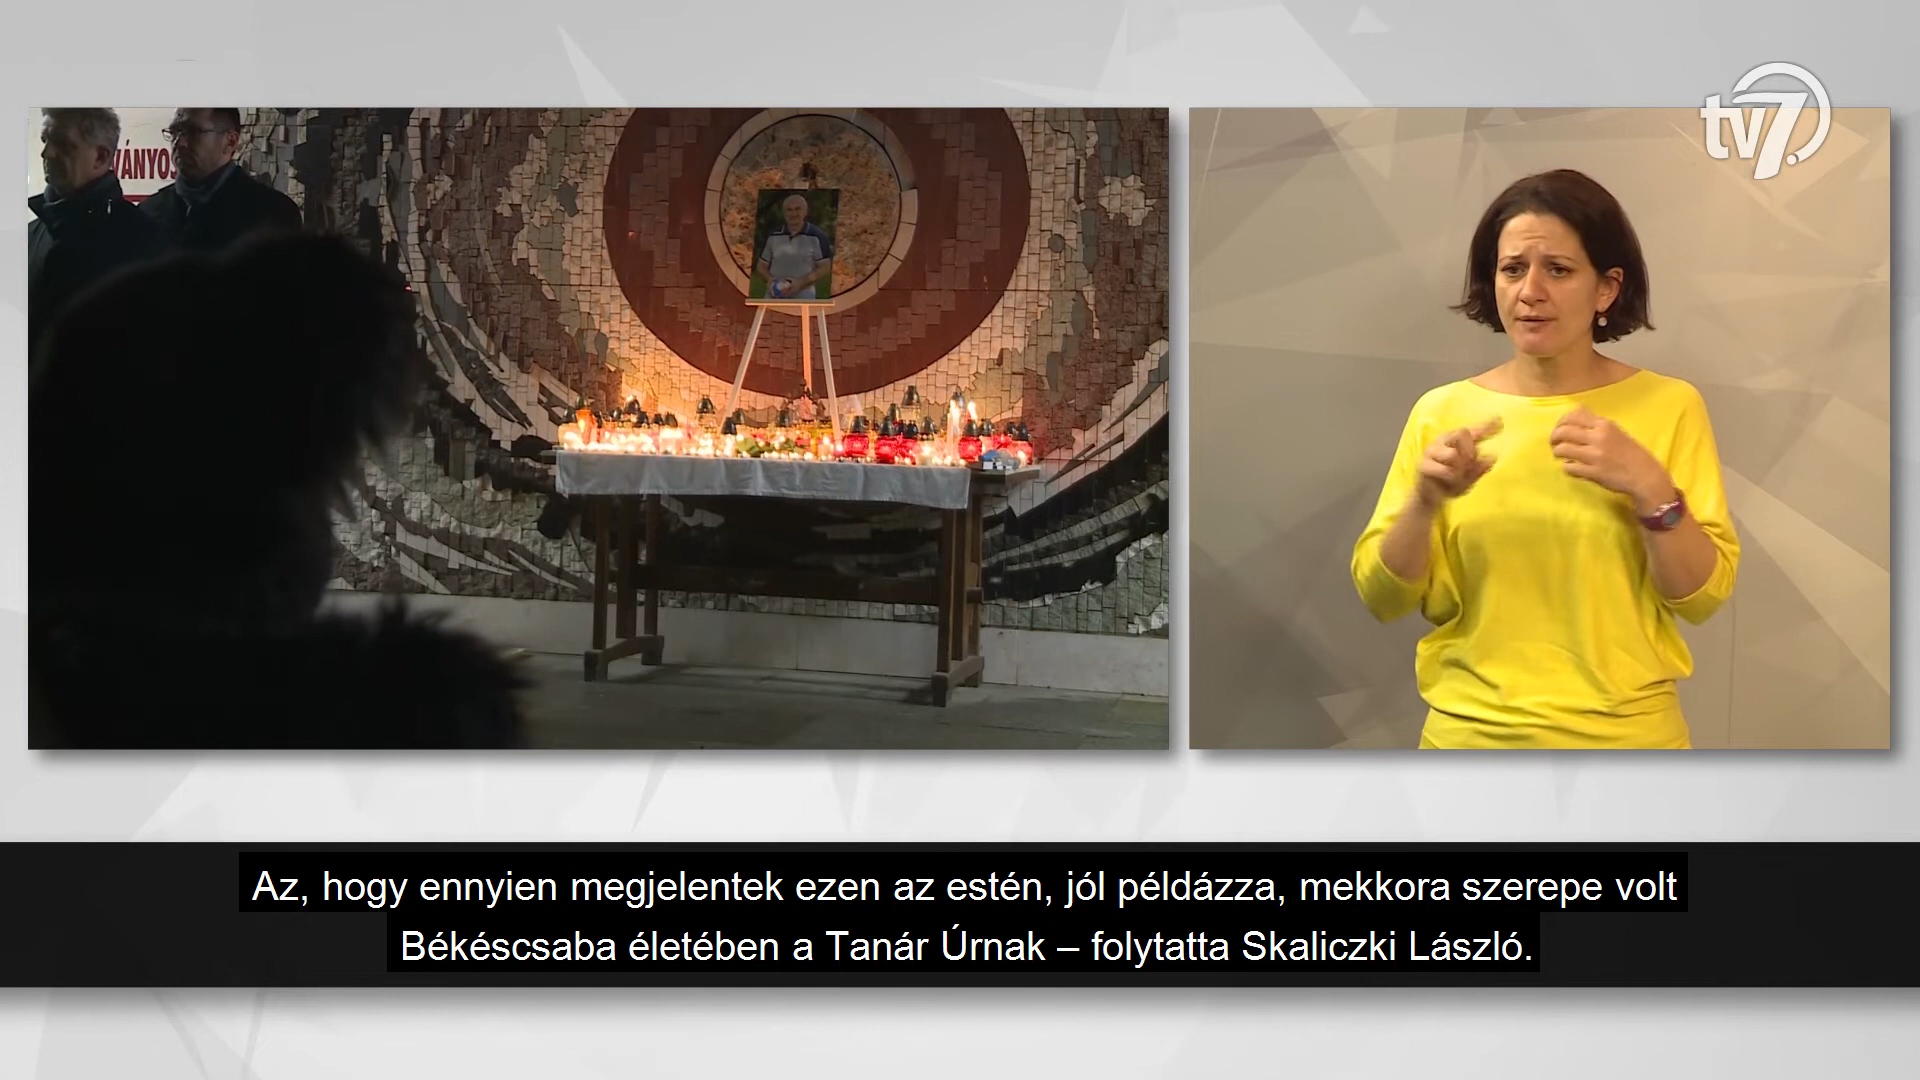 tv7
VÁNYOS
Az, hogy ennyien megjelentek ezen az estén, jól példázza, mekkora szerepe volt
Békéscsaba életében a Tanár Úrnak – folytatta Skaliczki László.